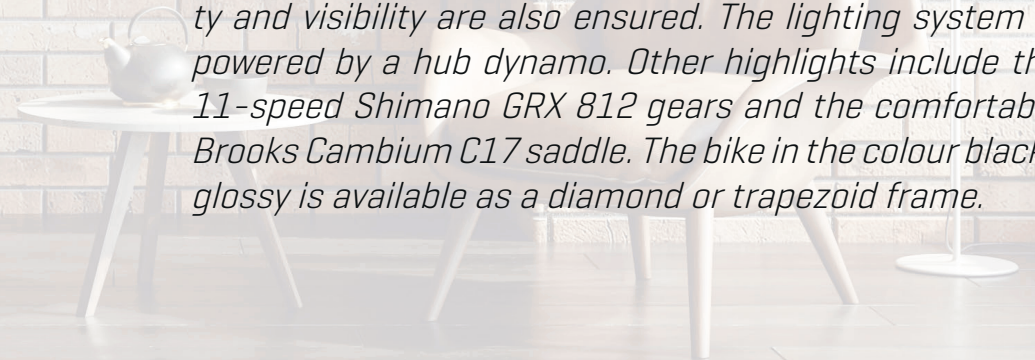 ty and visibility are also ensured. The lighting system
powered by a hub dynamo. Other highlights include th
11-speed Shimano GRX 812 gears and the comfortab
Brooks Cambium C17 saddle. The bike in the colour black
glossy is available as a diamond or trapezoid frame.